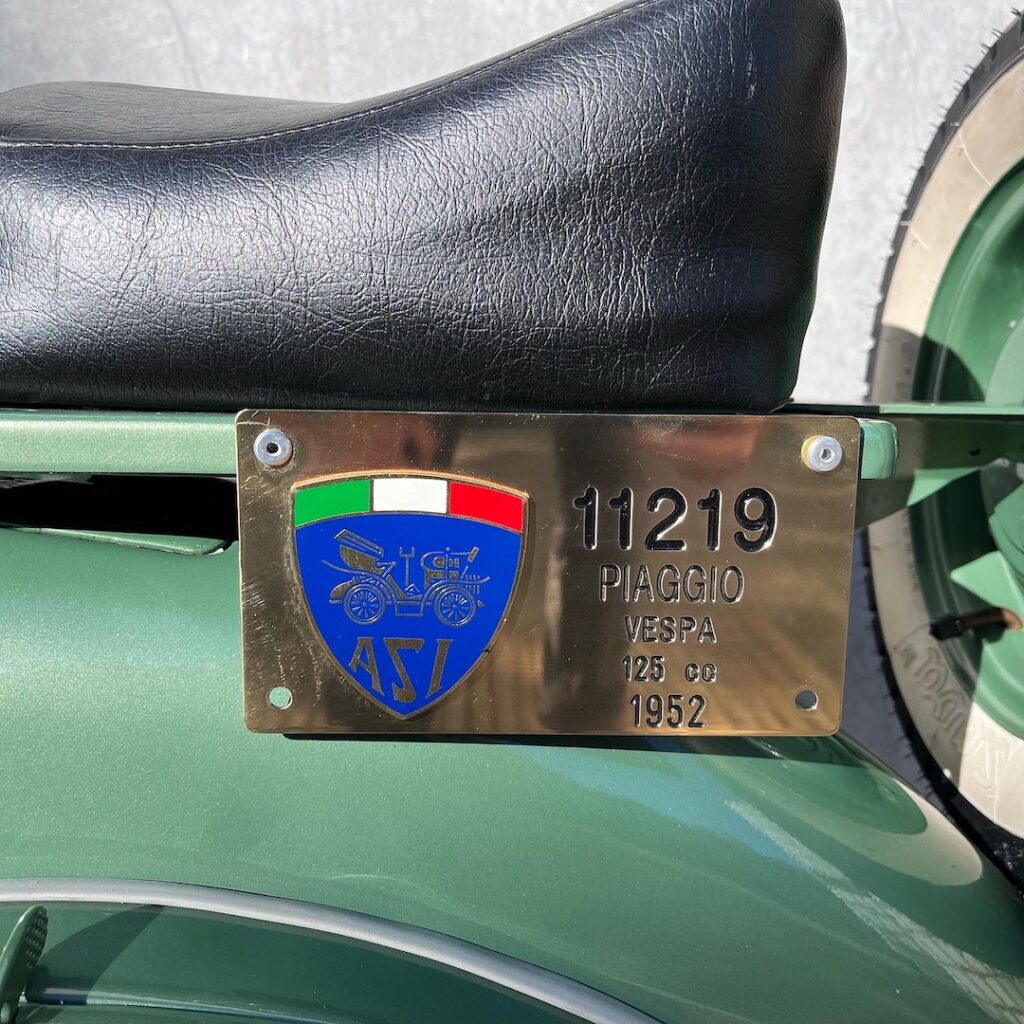 ASI
11219
PIAGGIO
VESPA
125 cc
1952